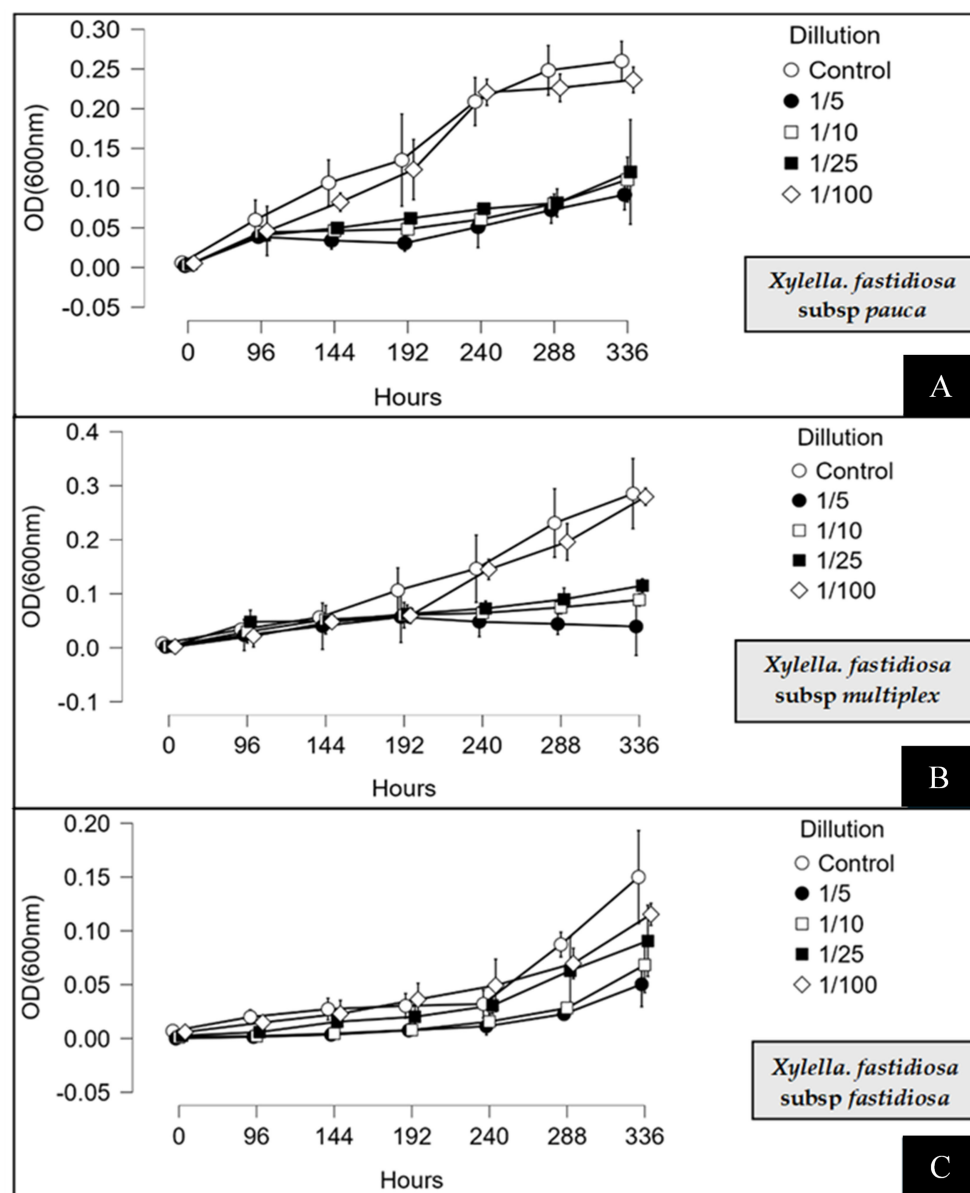 0.30
0.25
0.20
0.15
0.10
0.05
0.00
-0.05
OD(600nm)
0 96 144 192 240 288 336
Hours
Dillution
Control
1/5
1/10
1/25
1/100
Xylella. fastidiosa
subsp pauca
A
0.4
0.3
0.2
0.1
0.0
-0.1
OD(600nm)
0 96 144 192 240 288 336
Hours
Dillution
Control
1/5
1/10
1/25
1/100
Xylella. fastidiosa
subsp multiplex
B
0.20
0.15
0.10
0.05
0.00
-0.05
OD(600nm)
0 96 144 192 240 288 336
Hours
Dillution
Control
1/5
1/10
1/25
1/100
Xylella. fastidiosa
subsp fastidiosa
C